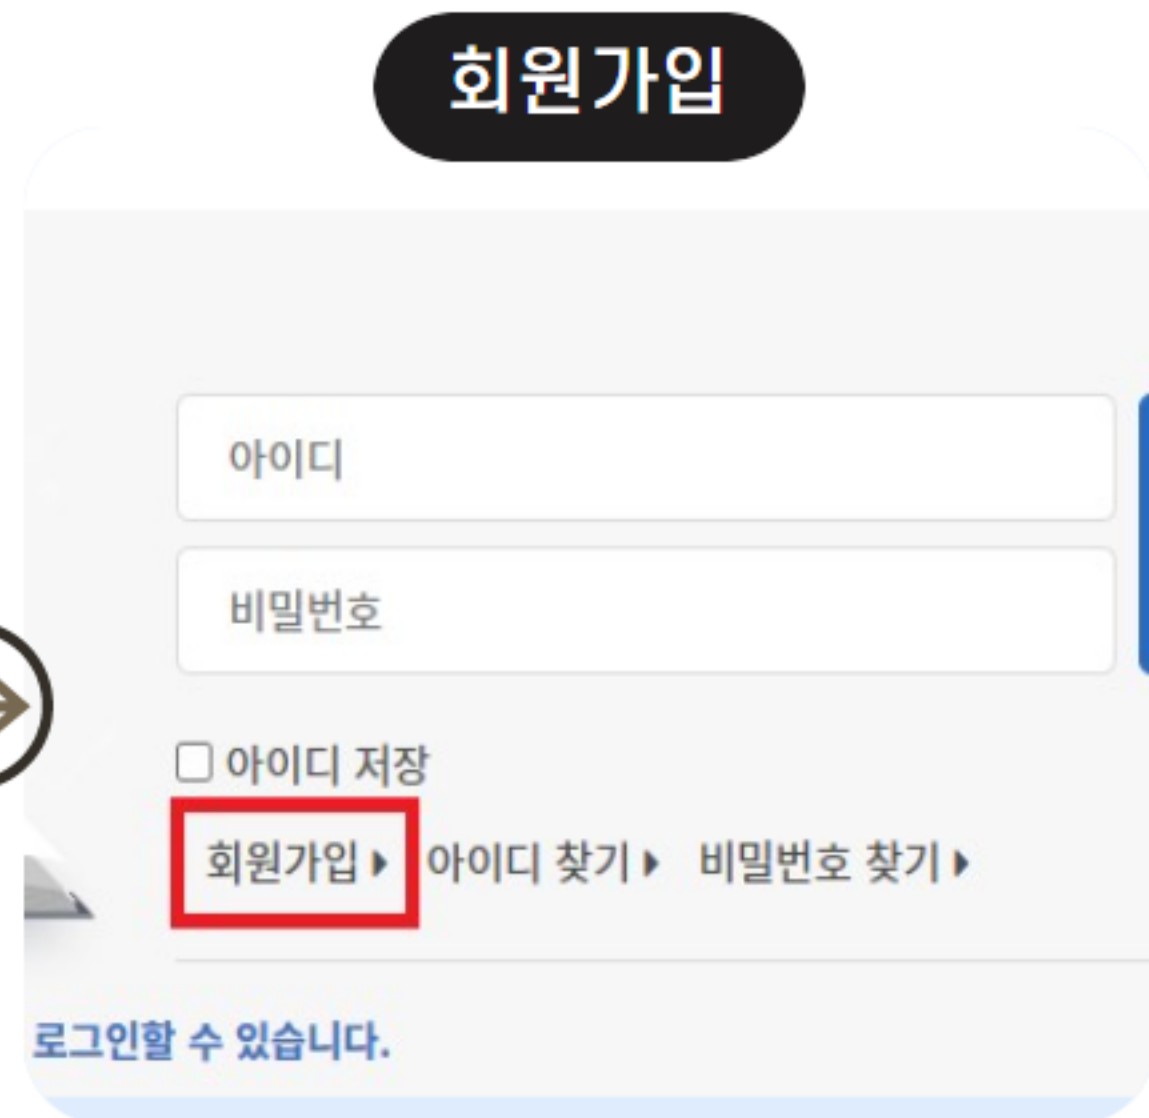 회원가입
아이디
비밀번호
아이디 저장
회원가입 아이디 찾기 비밀번호 찾기
로그인할 수 있습니다.